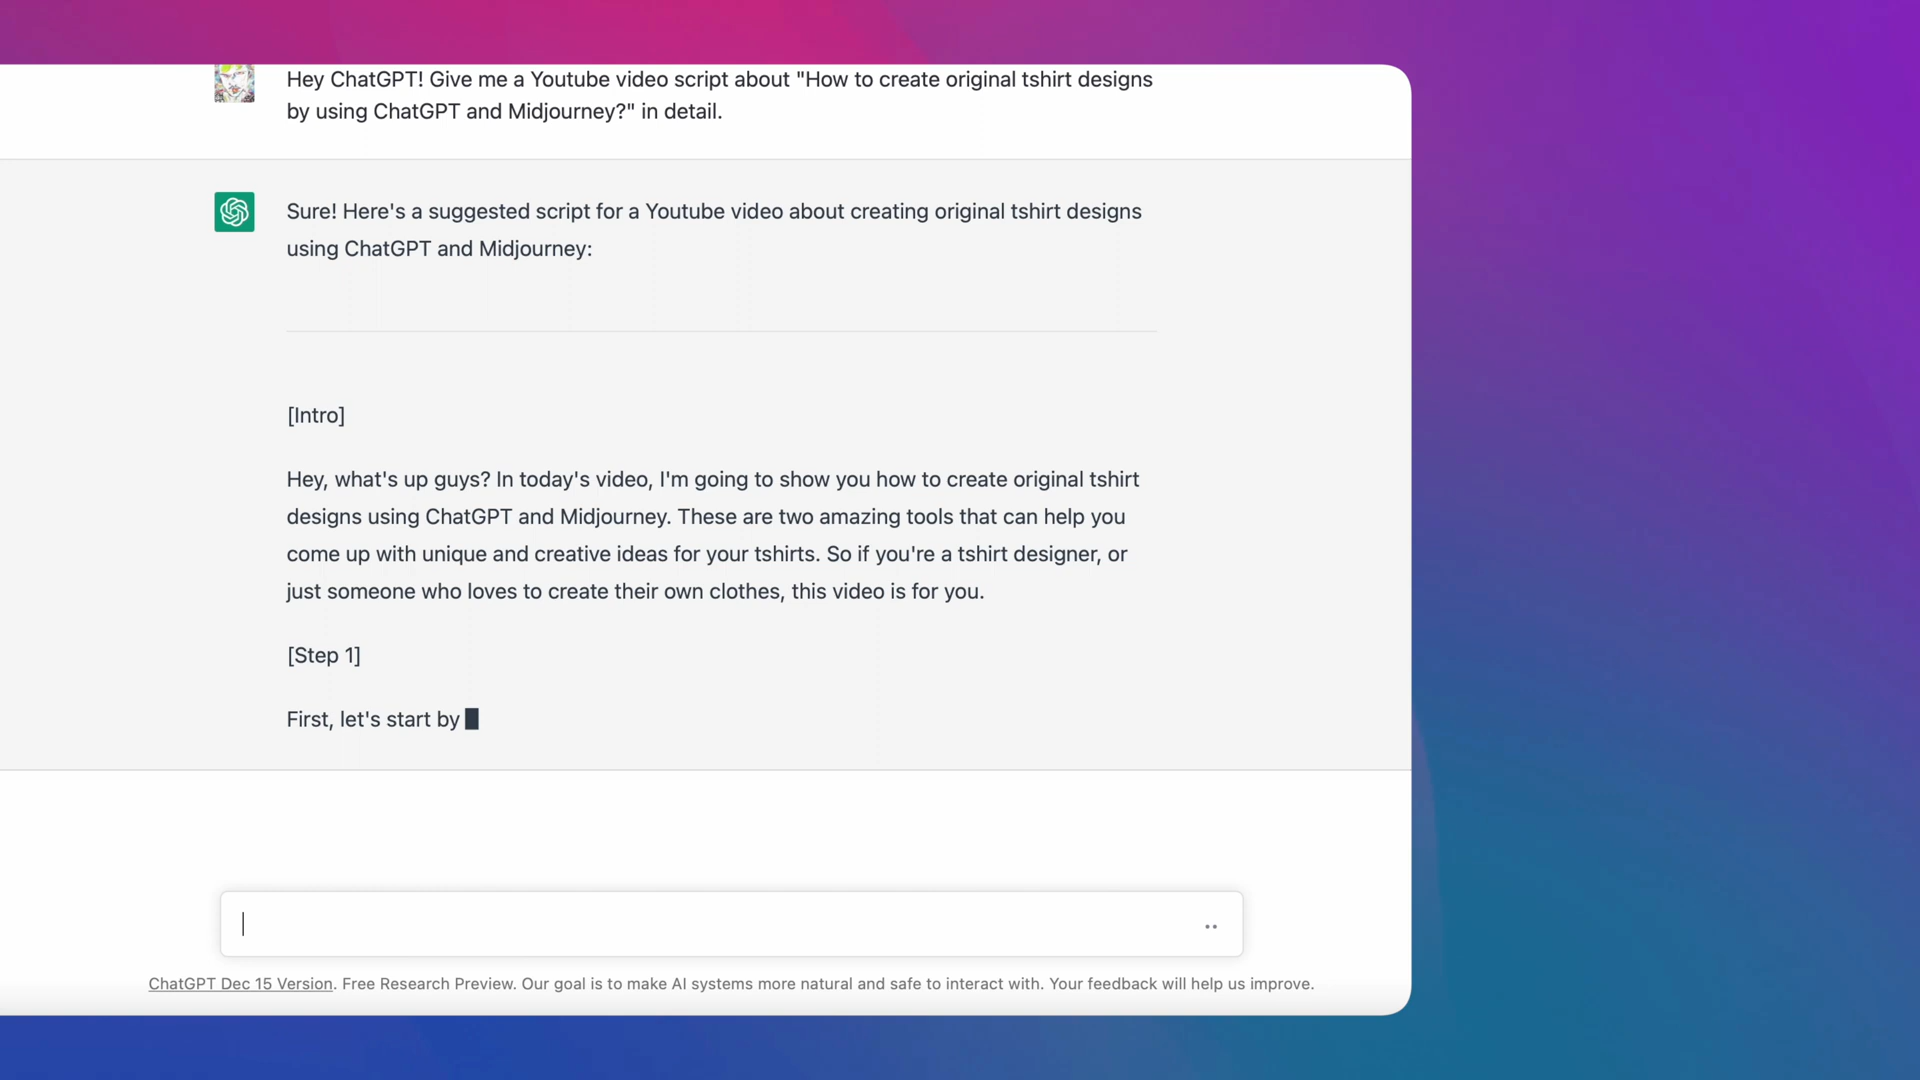 Hey ChatGPT! Give me a Youtube video script about "How to create original tshirt designs
by using ChatGPT and Midjourney?" in detail.
Sure! Here's a suggested script for a Youtube video about creating original tshirt designs
using ChatGPT and Midjourney:
[Intro]
Hey, what's up guys? In today's video, I'm going to show you how to create original tshirt
designs using ChatGPT and Midjourney. These are two amazing tools that can help you
come up with unique and creative ideas for your tshirts. So if you're a tshirt designer, or
just someone who loves to create their own clothes, this video is for you.
[Step 1]
First, let's start by
ChatGPT Dec 15 Version. Free Research Preview. Our goal is to make AI systems more natural and safe to interact with. Your feedback will help us improve.